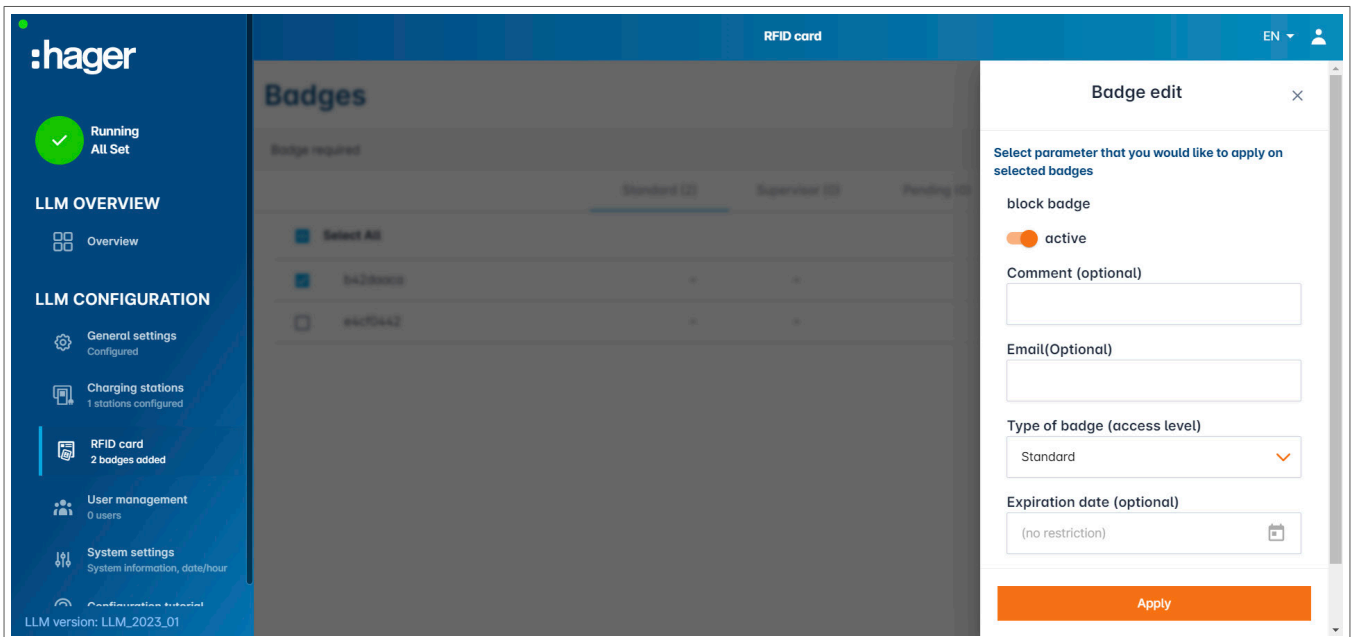 :hager
RFID card
EN
Running
All Set
LLM OVERVIEW
Overview
LLM CONFIGURATION
General settings
Configured
Charging stations
1 stations configured
RFID card
2 badges added
User management
0 users
System settings
System information, date/hour
Configuration tutorial
LLM version: LLM_2023_01
Badges
Badge required
Standard (2) Supervisor (0) Pending (0)
Select All
e4cf0442
Badge edit
Select parameter that you would like to apply on
selected badges
block badge
active
Comment (optional)
Email(Optional)
Type of badge (access level)
Standard
Expiration date (optional)
(no restriction)
Apply